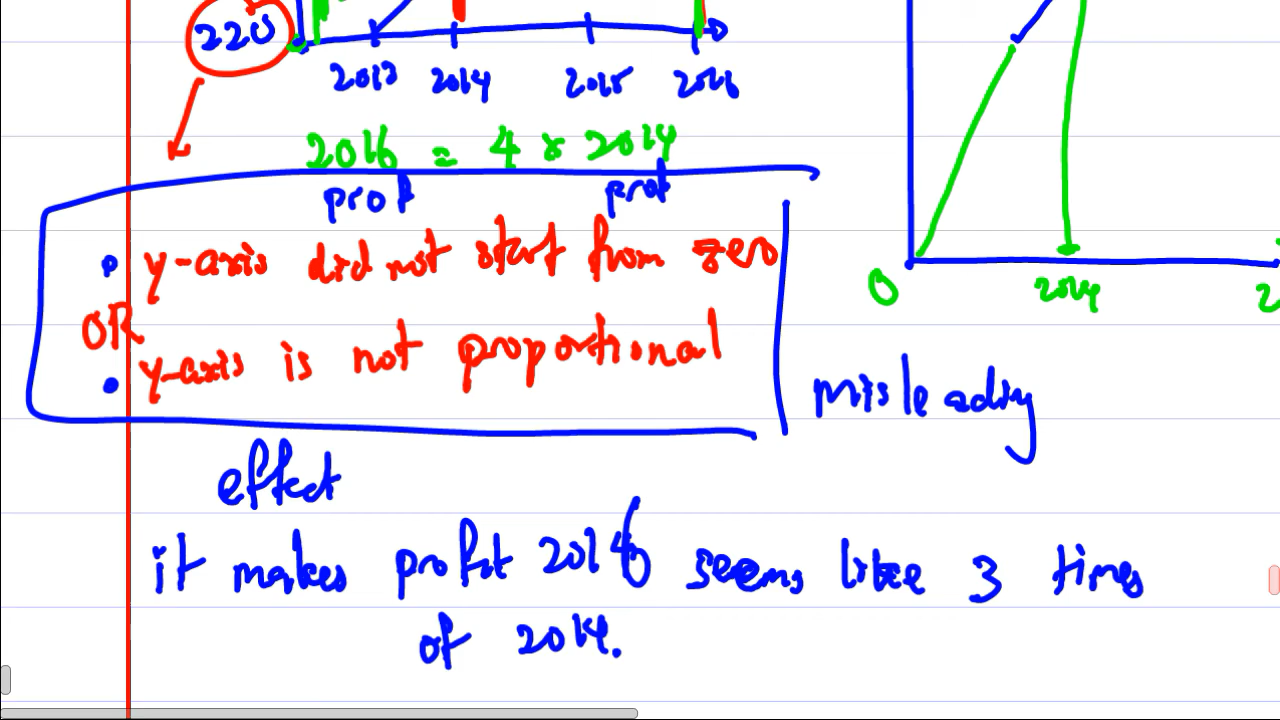 220
2013 2014 2015 2016
2016 = 4 x 2014
prof prof
• y-axis did not start from zero
OR
• y-axis is not proportional
0 2014 2
misleading
effect
it makes profit 2016 seems like 3 times
of 2014.